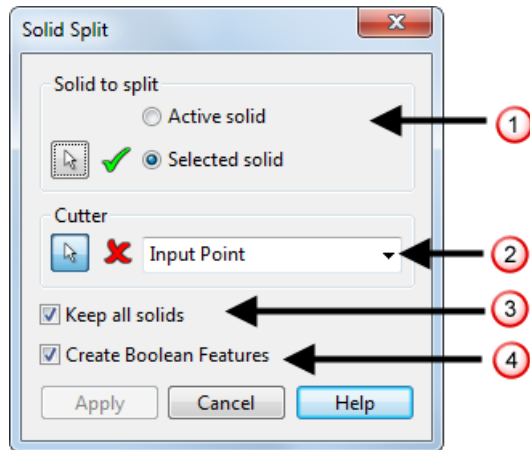 Solid Split
Solid to split
Active solid
1
Selected solid
Cutter
Input Point
2
Keep all solids
3
Create Boolean Features
4
Apply
Cancel
Help